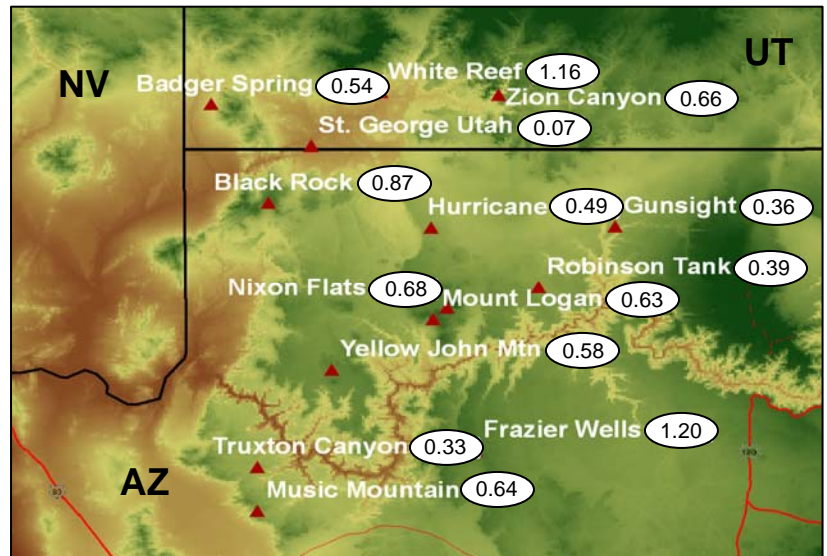 NV
UT
White Reef 1.16
Badger Spring 0.54
Zion Canyon 0.66
St. George Utah 0.07
Black Rock 0.87
Hurricane 0.49
Gunsight 0.36
Robinson Tank 0.39
Nixon Flats 0.68
Mount Logan 0.63
Yellow John Mtn 0.58
Frazier Wells 1.20
Truxton Canyon 0.33
AZ
Music Mountain 0.64
93